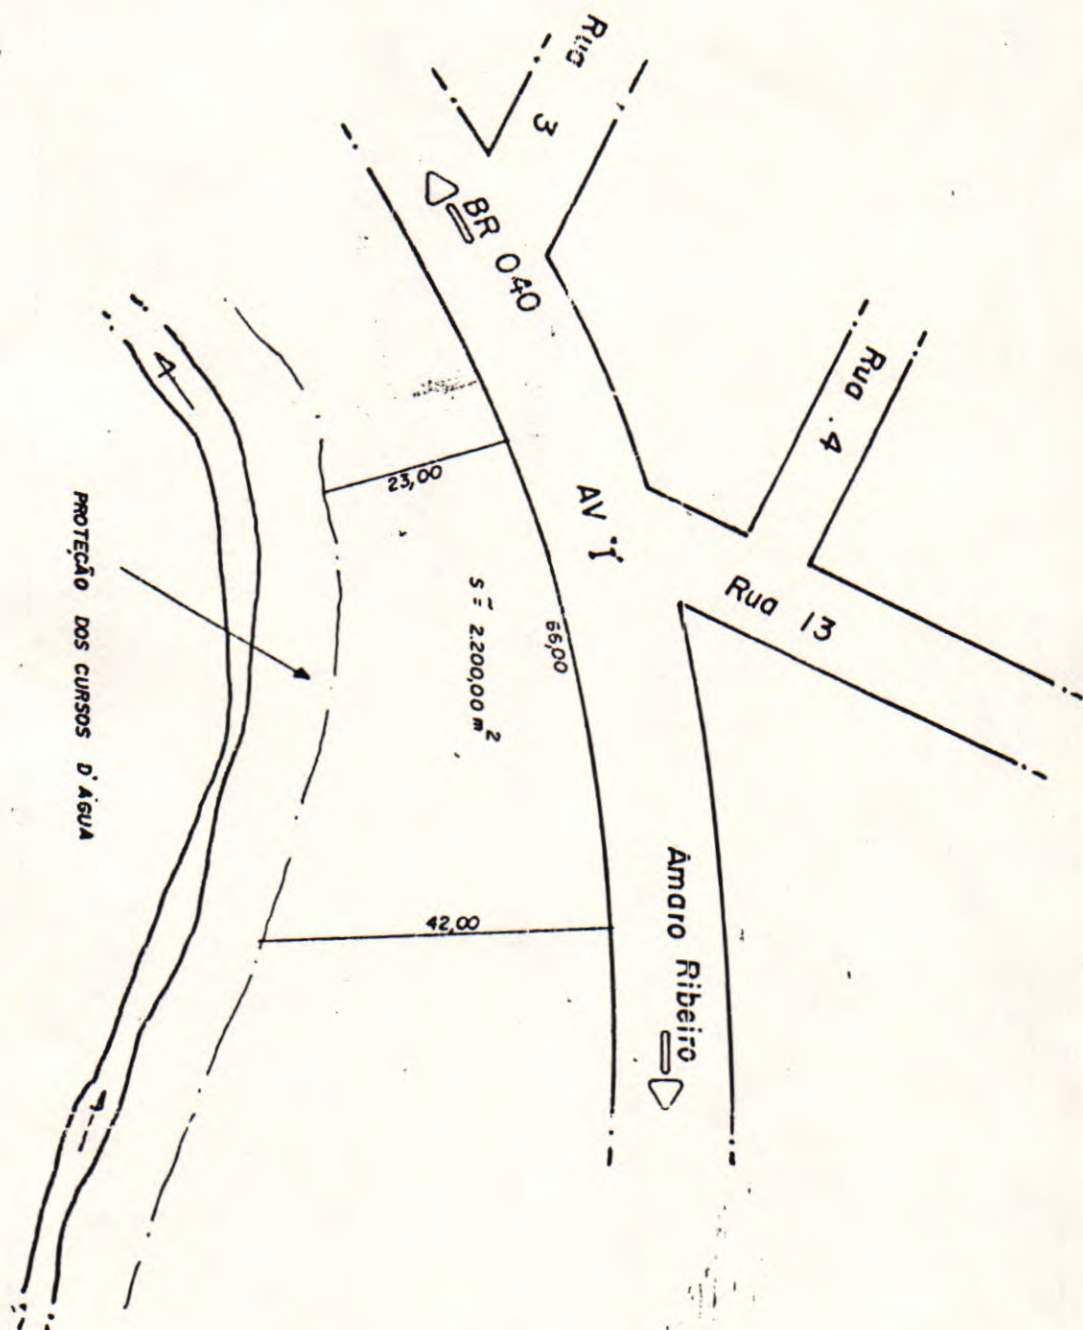 Rua 3
BR 040
Rua 4
AV "I"
Rua 13
23,00
S = 2.200,00 m²
66,00
PROTEÇÃO DOS CURSOS D'ÁGUA
42,00
Amaro Ribeiro